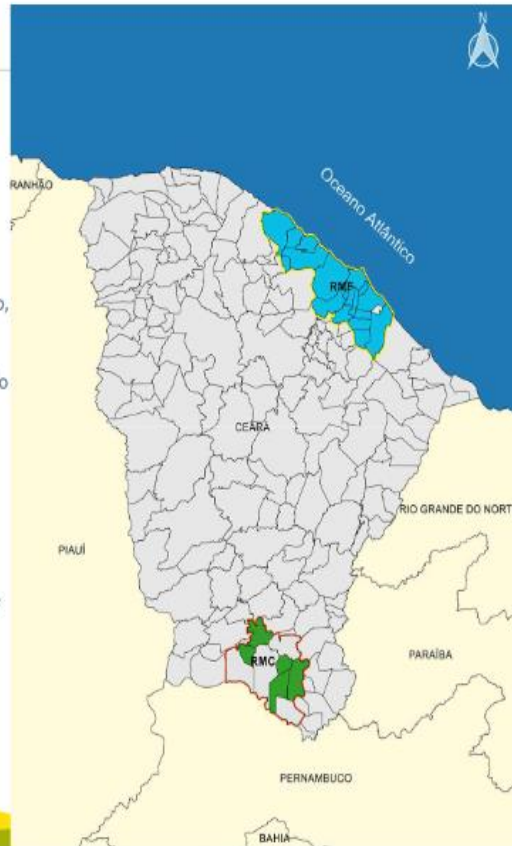 N
RANHÃO
Oceano Atlântico
RMF
CEARÁ
RIO GRANDE DO NORT
PIAUÍ
RMC
PARAÍBA
PERNAMBUCO
BAHIA